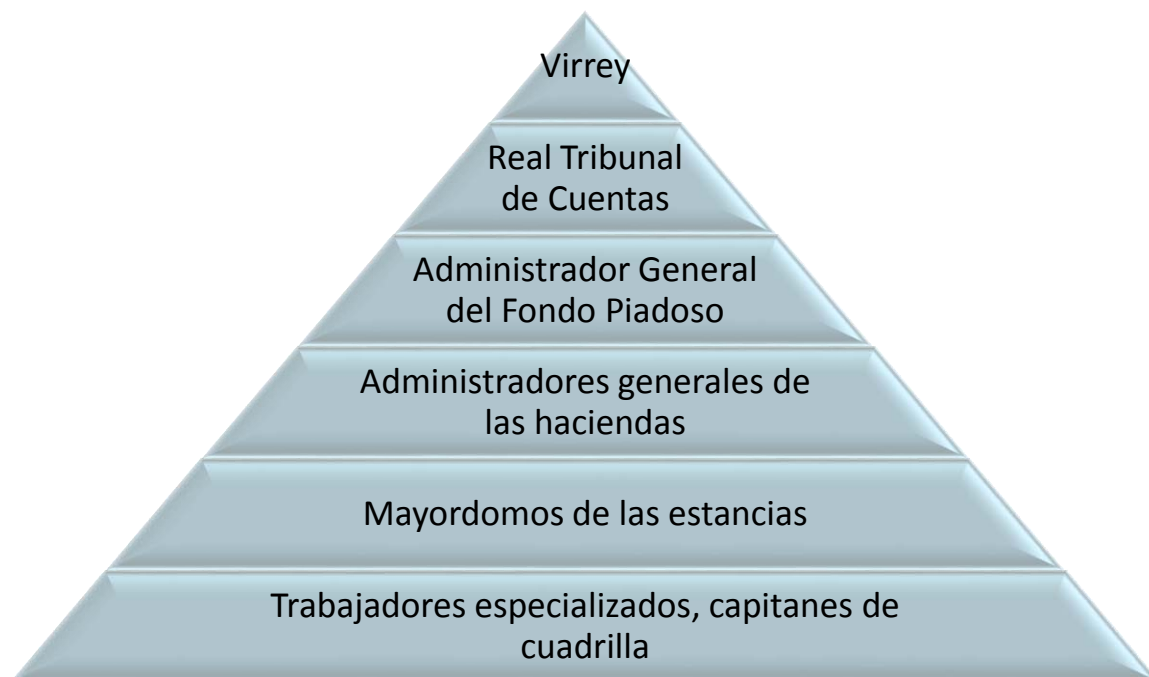 Virrey
Real Tribunal
de Cuentas
Administrador General
del Fondo Piadoso
Administradores generales de
las haciendas
Mayordomos de las estancias
Trabajadores especializados, capitanes de
cuadrilla